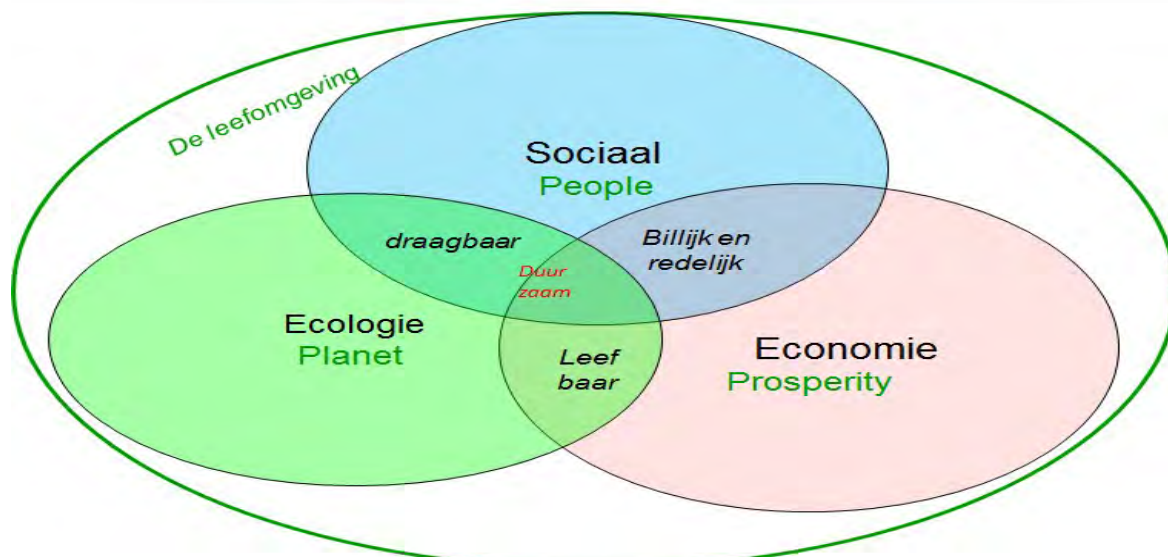 De leefomgeving
Sociaal
People
draagbaar
Billijk en
redelijk
Duur
zaam
Ecologie
Planet
Leef
baar
Economie
Prosperity